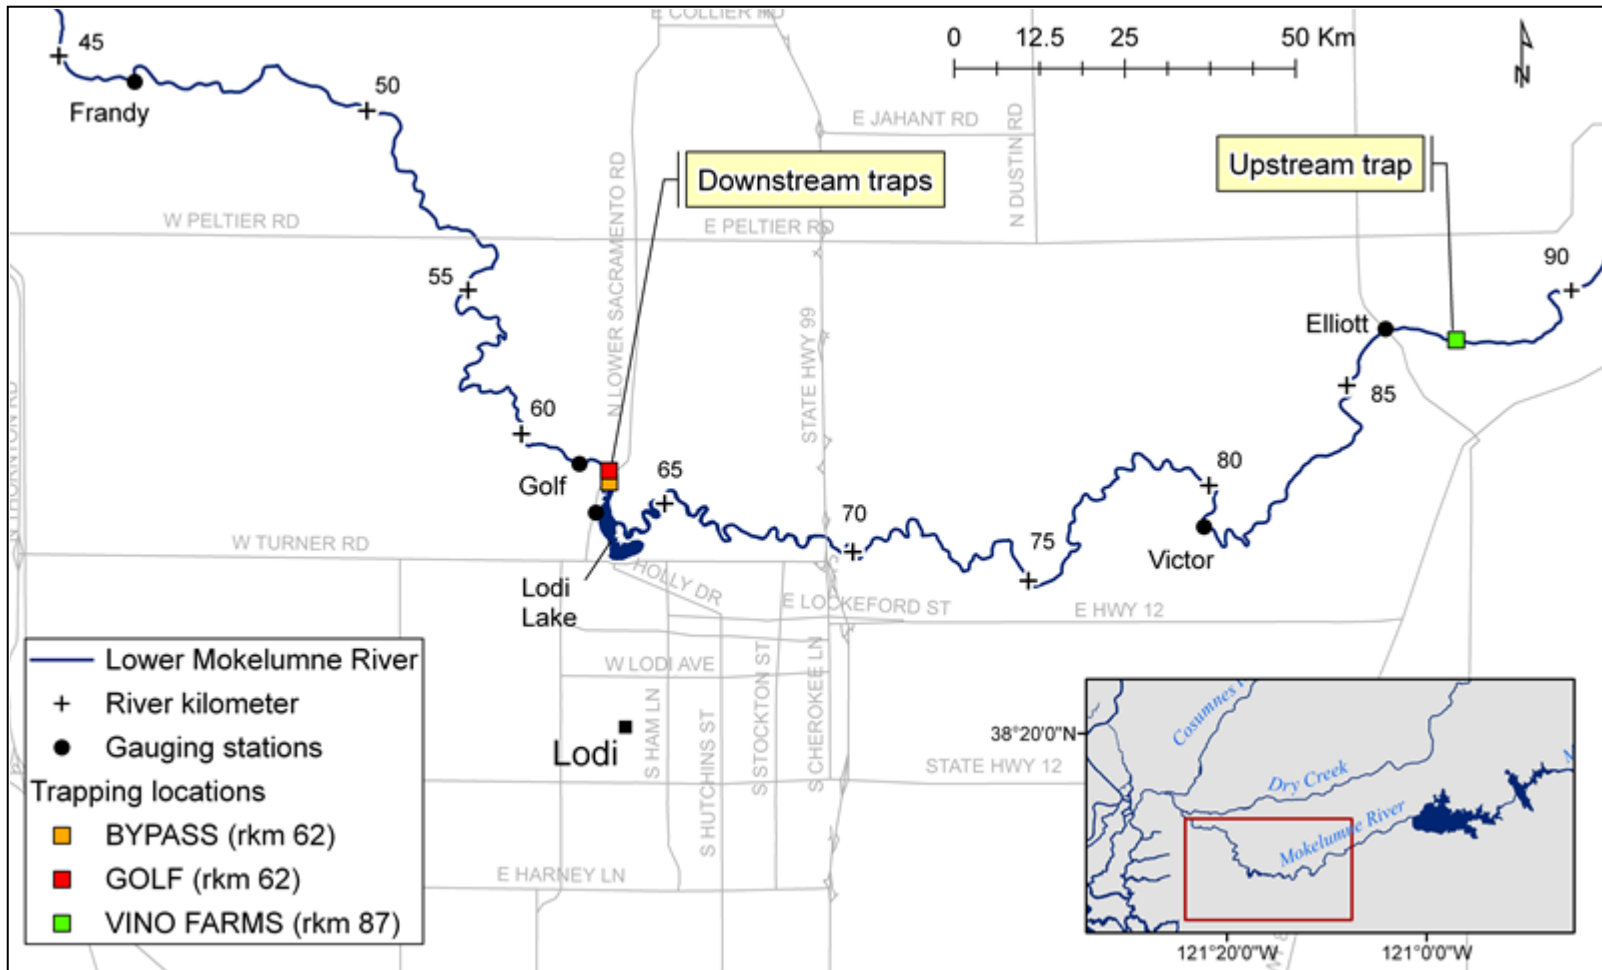 E COLLIER RD
45
0 12.5 25 50 Km
N
50
Frandy
E JAHANT RD
N DUSTIN RD
Downstream traps
Upstream trap
N LOWER SACRAMENTO RD
W PELTIER RD
E PELTIER RD
55
90
STATE HWY 99
Elliott
85
60
65
80
Golf
70
75
Victor
W TURNER RD
Lodi
Lake
HOLLY DR
E LOCKEFORD ST
E HWY 12
N THORNTON RD
W LODI AVE
S HAM LN
S HUTCHINS ST
S STOCKTON ST
S CHEROKEE LN
Lodi
STATE HWY 12
E HARNEY LN
Lower Mokelumne River
River kilometer
Gauging stations
Trapping locations
BYPASS (rkm 62)
GOLF (rkm 62)
VINO FARMS (rkm 87)
Cosumnes
38°20'0"N
Dry Creek
Mokelumne River
121°20'0"W 121°0'0"W